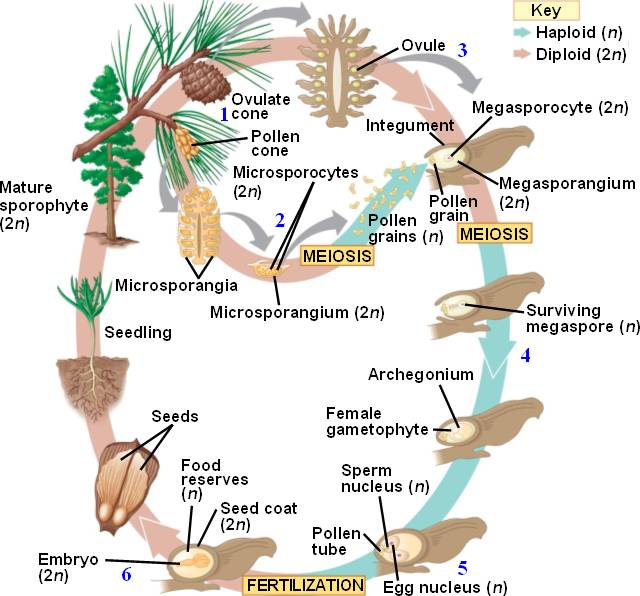 Key
Haploid (n)
Diploid (2n)
Ovule
3
Ovulate
cone
1
Pollen
cone
Megasporocyte (2n)
Integument
Megasporangium
(2n)
Pollen
grain
Microsporocytes
(2n)
Mature
sporophyte
(2n)
2
Pollen
grains (n)
MEIOSIS
MEIOSIS
Microsporangia
Microsporangium (2n)
Surviving
megaspore (n)
Seedling
4
Archegonium
Female
gametophyte
Seeds
Sperm
nucleus (n)
Food
reserves
(n)
Seed coat
(2n)
Pollen
tube
Embryo
(2n)
6
5
FERTILIZATION
Egg nucleus (n)